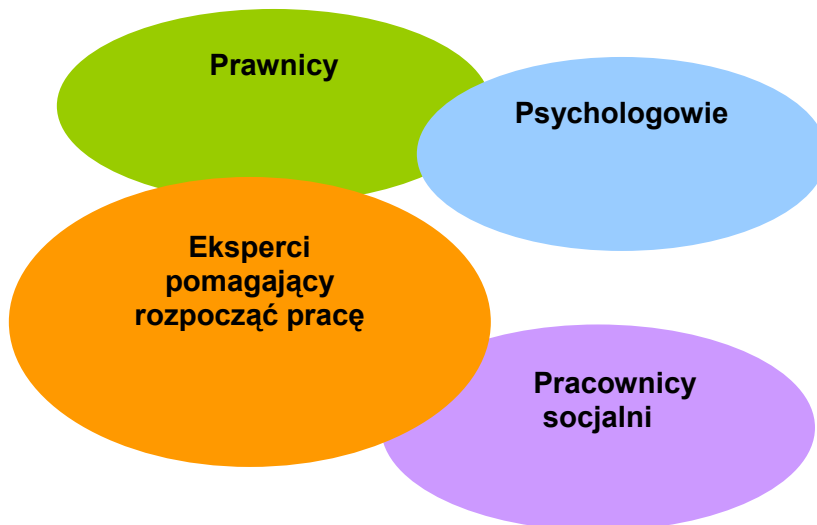 Prawnicy
Psychologowie
Eksperci
pomagający
rozpocząć pracę
Pracownicy
socjalni